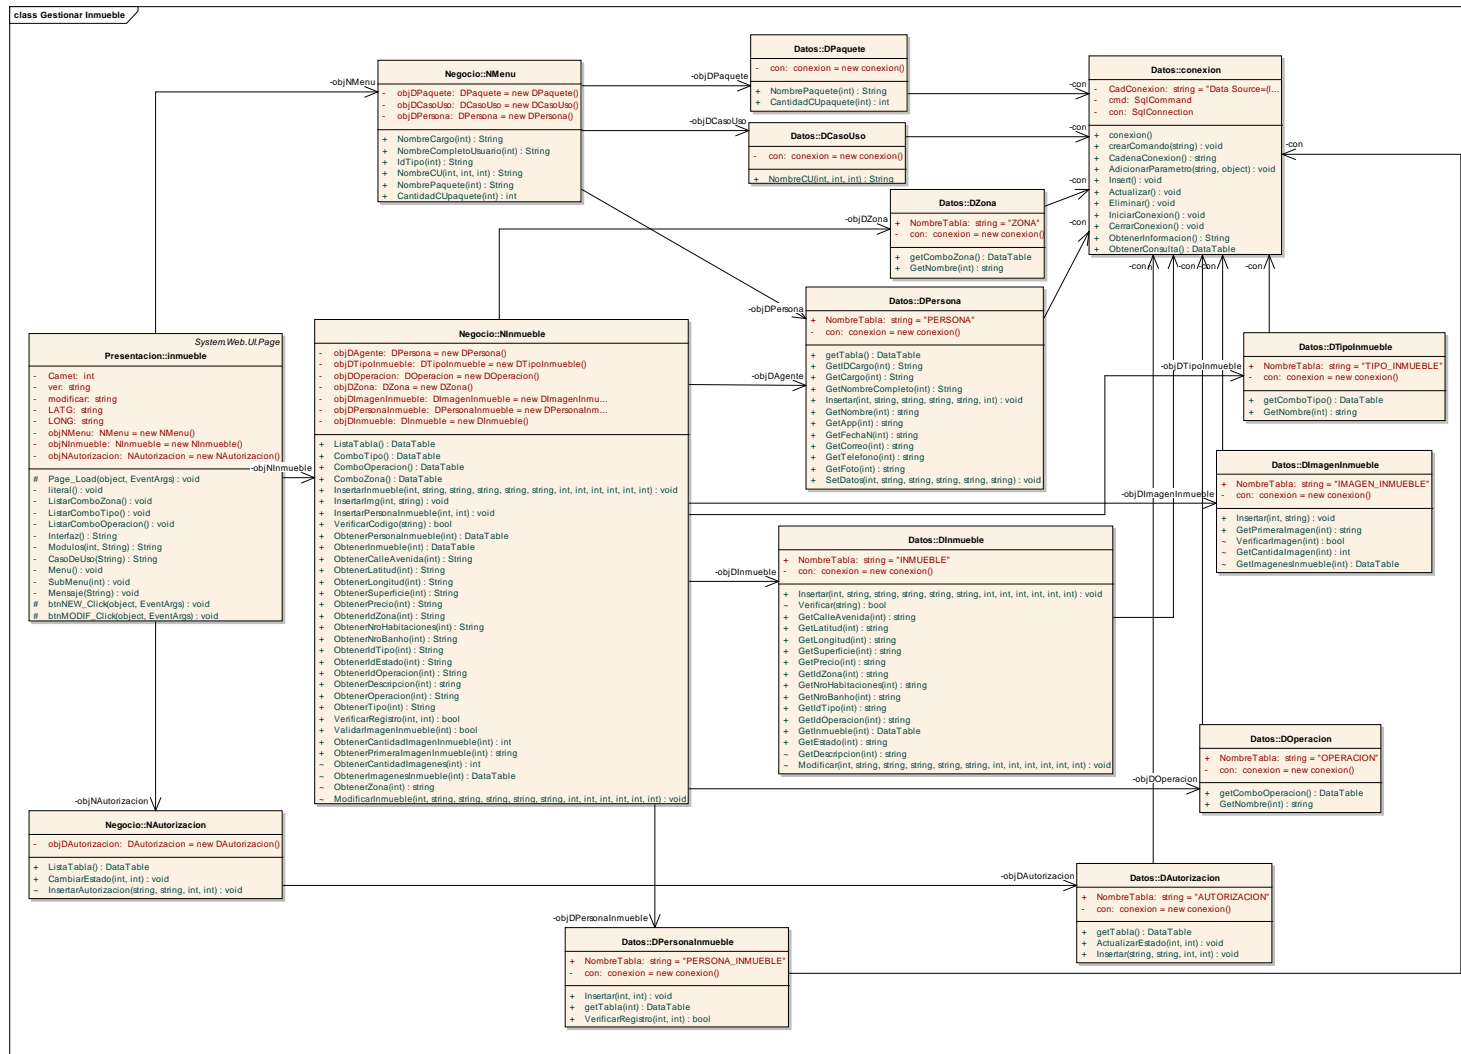 class Gestionar Inmueble
Datos::DPaquete
- con: conexion = new conexion()
+ NombrePaquete(int) : String
+ CantidadCUpaquete(int) : int
-objDPaquete
-con
Negocio::NMenu
- objDPaquete: DPaquete = new DPaquete()
- objDCasoUso: DCasoUso = new DCasoUso()
- objDPersona: DPersona = new DPersona()
+ NombreCargo(int) : String
+ NombreCompletoUsuario(int) : String
+ IdTipo(int) : String
+ NombreCU(int, int, int) : String
+ NombrePaquete(int) : String
+ CantidadCUpaquete(int) : int
-objNMenu
Datos::conexion
- CadConexion: string = "Data Source=(l...
- cmd: SqlCommand
- con: SqlConnection
+ conexion()
+ crearComando(string) : void
+ CadenaConexion() : string
+ AdicionarParametro(string, object) : void
+ Insert() : void
+ Actualizar() : void
+ Eliminar() : void
+ IniciarConexion() : void
+ CerrarConexion() : void
+ ObtenerInformacion() : String
+ ObtenerConsulta() : DataTable
-objDCasoUso
Datos::DCasoUso
- con: conexion = new conexion()
+ NombreCU(int, int, int) : String
-con
-con
-con
-con
-objDZona
Datos::DZona
+ NombreTabla: string = "ZONA"
- con: conexion = new conexion()
+ getComboZona() : DataTable
+ GetNombre(int) : string
-con
-con
-con
-con
-objDPersona
Datos::DPersona
+ NombreTabla: string = "PERSONA"
- con: conexion = new conexion()
+ getTabla() : DataTable
+ GetIDCargo(int) : String
+ GetCargo(int) : String
+ GetNombreCompleto(int) : String
+ Insertar(int, string, string, string, string, int) : void
+ GetNombre(int) : string
+ GetApp(int) : string
+ GetFechaN(int) : string
+ GetCorreo(int) : string
+ GetTelefono(int) : string
+ GetFoto(int) : string
+ SetDatos(int, string, string, string, string, string) : void
-objDAgente
System.Web.UI.Page
Presentacion::inmueble
- Carnet: int
- ver: string
- modificar: string
- LATG: string
- LONG: string
- objNMenu: NMenu = new NMenu()
- objNInmueble: NInmueble = new NInmueble()
- objNAutorizacion: NAutorizacion = new NAutorizacion()
# Page_Load(object, EventArgs) : void
- literal() : void
- ListarComboZona() : void
- ListarComboTipo() : void
- ListarComboOperacion() : void
- Interfaz() : String
- Modulos(int, String) : String
- CasoDeUso(String) : String
- Menu() : void
- SubMenu(int) : void
- Mensaje(String) : void
# btnNEW_Click(object, EventArgs) : void
# btnMODIF_Click(object, EventArgs) : void
-objNInmueble
Negocio::NInmueble
- objDAgente: DPersona = new DPersona()
- objDTipoInmueble: DTipoInmueble = new DTipoInmueble()
- objDOperacion: DOperacion = new DOperacion()
- objDZona: DZona = new DZona()
- objDImagenInmueble: DImagenInmueble = new DImagenInmu...
- objDPersonaInmueble: DPersonaInmueble = new DPersonaInm...
- objDInmueble: DInmueble = new DInmueble()
+ ListaTabla() : DataTable
+ ComboTipo() : DataTable
+ ComboOperacion() : DataTable
+ ComboZona() : DataTable
+ InsertarInmueble(int, string, string, string, string, string, int, int, int, int, int, int) : void
+ InsertarImg(int, string) : void
+ InsertarPersonaInmueble(int, int) : void
+ VerificarCodigo(string) : bool
+ ObtenerPersonaInmueble(int) : DataTable
+ ObtenerInmueble(int) : DataTable
+ ObtenerCalleAvenida(int) : String
+ ObtenerLatitud(int) : String
+ ObtenerLongitud(int) : String
+ ObtenerSuperficie(int) : String
+ ObtenerPrecio(int) : String
+ ObtenerIdZona(int) : String
+ ObtenerNroHabitaciones(int) : String
+ ObtenerNroBanho(int) : String
+ ObtenerIdTipo(int) : String
+ ObtenerIdEstado(int) : String
+ ObtenerIdOperacion(int) : String
+ ObtenerDescripcion(int) : string
+ ObtenerOperacion(int) : String
+ ObtenerTipo(int) : String
+ VerificarRegistro(int, int) : bool
+ ValidarImagenInmueble(int) : bool
+ ObtenerCantidadImagenInmueble(int) : int
+ ObtenerPrimeraImagenInmueble(int) : string
~ ObtenerCantidadImagenes(int) : int
~ ObtenerImagenesInmueble(int) : DataTable
~ ObtenerZona(int) : string
~ ModificarInmueble(int, string, string, string, string, string, int, int, int, int, int, int) : void
-objDTipoInmueble
Datos::DTipoInmueble
+ NombreTabla: string = "TIPO_INMUEBLE"
- con: conexion = new conexion()
+ getComboTipo() : DataTable
+ GetNombre(int) : string
-objDImagenInmueble
Datos::DImagenInmueble
+ NombreTabla: string = "IMAGEN_INMUEBLE"
- con: conexion = new conexion()
+ Insertar(int, string) : void
+ GetPrimeraImagen(int) : string
~ VerificarImagen(int) : bool
~ GetCantidaImagen(int) : int
~ GetImagenesInmueble(int) : DataTable
-objDInmueble
Datos::DInmueble
+ NombreTabla: string = "INMUEBLE"
- con: conexion = new conexion()
+ Insertar(int, string, string, string, string, string, int, int, int, int, int, int) : void
~ Verificar(string) : bool
+ GetCalleAvenida(int) : string
+ GetLatitud(int) : string
+ GetLongitud(int) : string
+ GetSuperficie(int) : string
+ GetPrecio(int) : string
+ GetIdZona(int) : string
+ GetNroHabitaciones(int) : string
+ GetNroBanho(int) : string
+ GetIdTipo(int) : string
+ GetIdOperacion(int) : string
+ GetInmueble(int) : DataTable
+ GetEstado(int) : string
~ GetDescripcion(int) : string
~ Modificar(int, string, string, string, string, string, int, int, int, int, int, int) : void
-objDOperacion
Datos::DOperacion
+ NombreTabla: string = "OPERACION"
- con: conexion = new conexion()
+ getComboOperacion() : DataTable
+ GetNombre(int) : string
-objNAutorizacion
Negocio::NAutorizacion
- objDAutorizacion: DAutorizacion = new DAutorizacion()
+ ListaTabla() : DataTable
+ CambiarEstado(int, int) : void
~ InsertarAutorizacion(string, string, int, int) : void
-objDAutorizacion
Datos::DAutorizacion
+ NombreTabla: string = "AUTORIZACION"
- con: conexion = new conexion()
+ getTabla() : DataTable
+ ActualizarEstado(int, int) : void
+ Insertar(string, string, int, int) : void
-objDPersonaInmueble
Datos::DPersonaInmueble
+ NombreTabla: string = "PERSONA_INMUEBLE"
- con: conexion = new conexion()
+ Insertar(int, int) : void
+ getTabla(int) : DataTable
+ VerificarRegistro(int, int) : bool